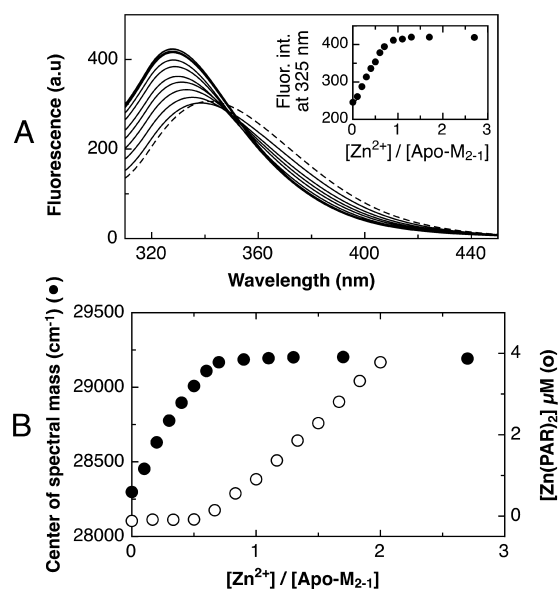 A
Fluorescence (a.u)
400
200
0
320
360
400
440
Wavelength (nm)
Fluor. int.
at 325 nm
400
300
200
0
1
2
3
[Zn2+] / [Apo-M2-1]
B
Center of spectral mass (cm-1) (●)
29500
29000
28500
28000
0
1
2
3
[Zn2+] / [Apo-M2-1]
4
2
0
[Zn(PAR)2] µM (o)